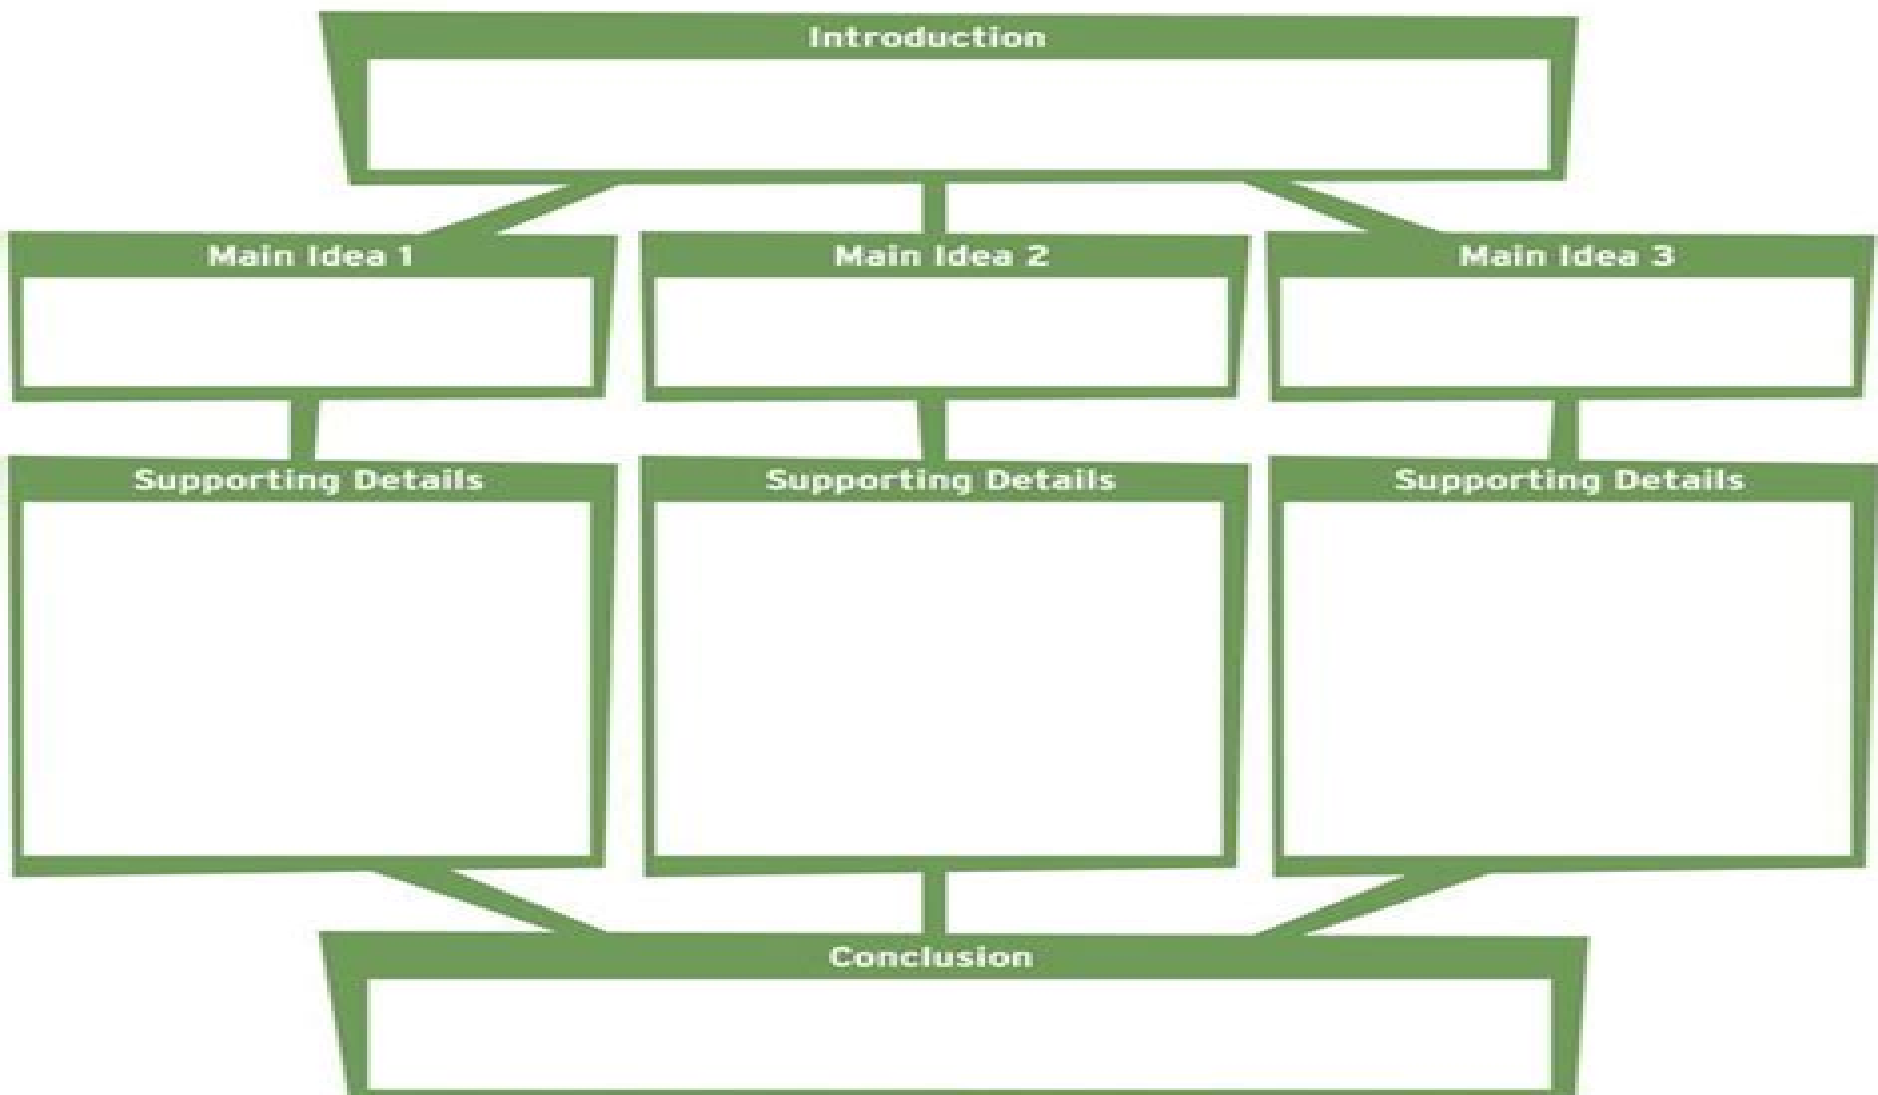 Introduction
Main Idea 1
Main Idea 2
Main Idea 3
Supporting Details
Supporting Details
Supporting Details
Conclusion